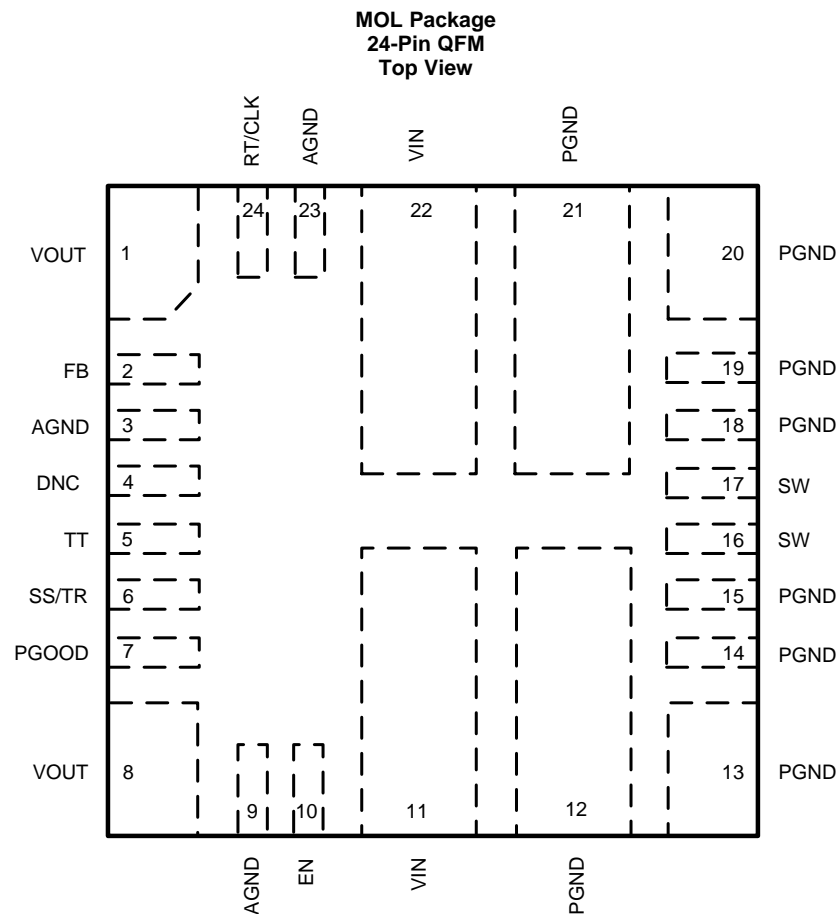 MOL Package
24-Pin QFM
Top View
RT/CLK
AGND
VIN
PGND
24
23
22
21
VOUT 1
20 PGND
FB 2
19 PGND
AGND 3
18 PGND
DNC 4
17 SW
TT 5
16 SW
SS/TR 6
15 PGND
PGOOD 7
14 PGND
VOUT 8
13 PGND
9
10
11
12
AGND
EN
VIN
PGND